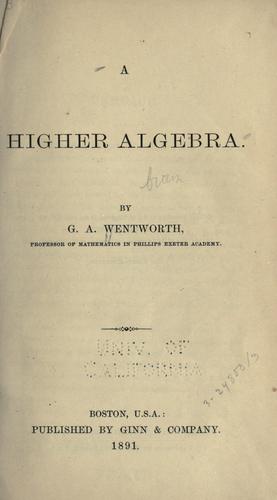 A
HIGHER ALGEBRA.
BY
G. A. WENTWORTH,
PROFESSOR OF MATHEMATICS IN PHILLIPS EXETER ACADEMY.
UNIV. OF
CALIFORNIA
BOSTON, U.S.A.:
PUBLISHED BY GINN & COMPANY.
1891.